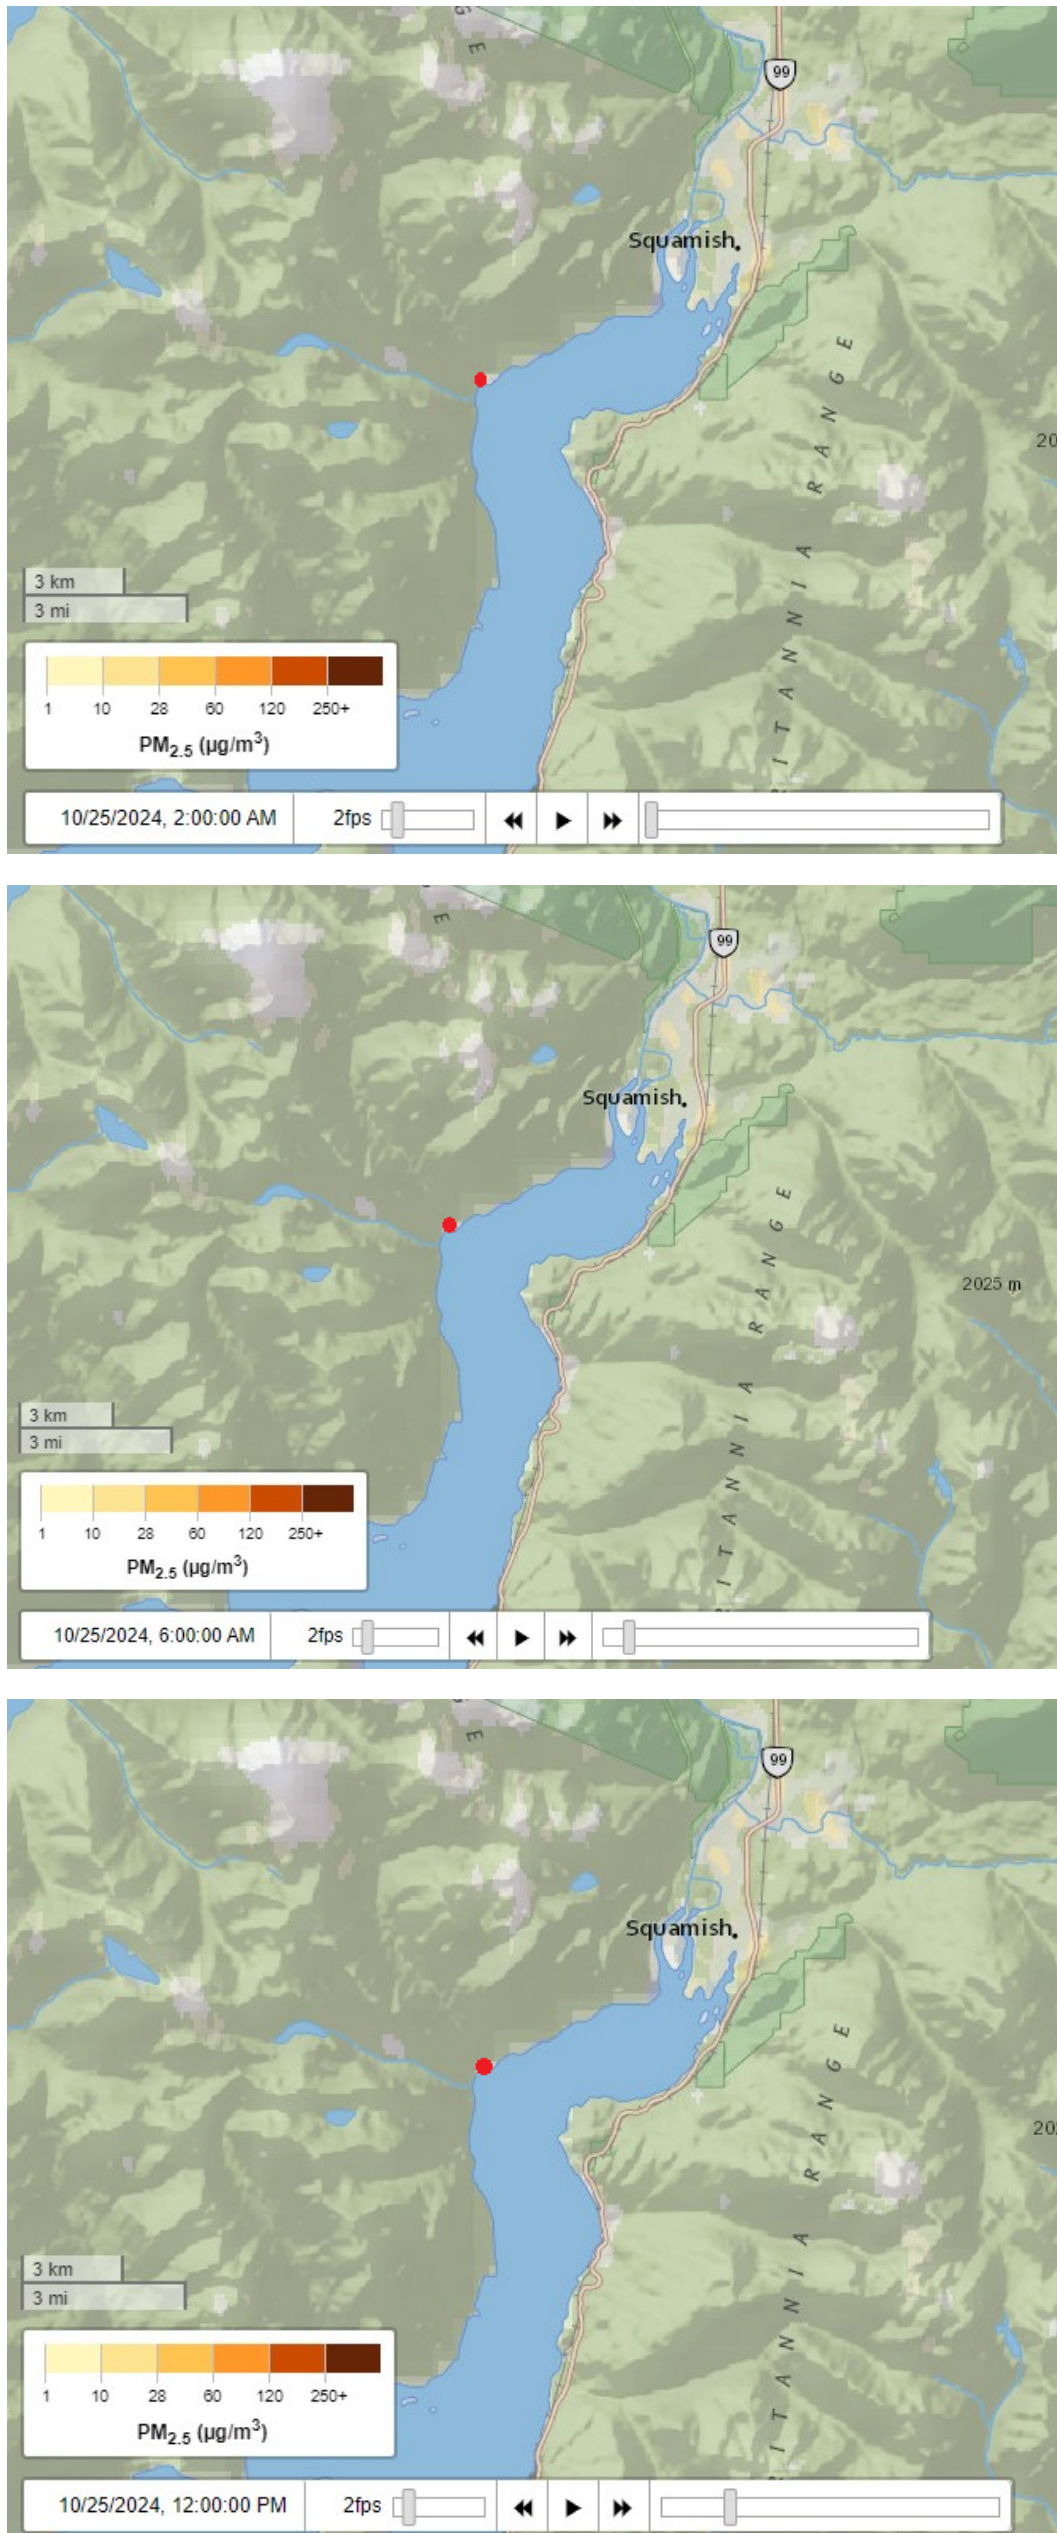 G E
99
Squamish
B R I T A N N I A R A N G E
20
3 km
3 mi
1 10 28 60 120 250+
PM2.5 (µg/m3)
10/25/2024, 2:00:00 AM 2fps
G E
99
Squamish
R A N G E
2025 m
I T A N N I A
3 km
3 mi
1 10 28 60 120 250+
PM2.5 (µg/m3)
10/25/2024, 6:00:00 AM 2fps
G E
99
Squamish
R A N G E
202
I T A N N I A
3 km
3 mi
1 10 28 60 120 250+
PM2.5 (µg/m3)
10/25/2024, 12:00:00 PM 2fps